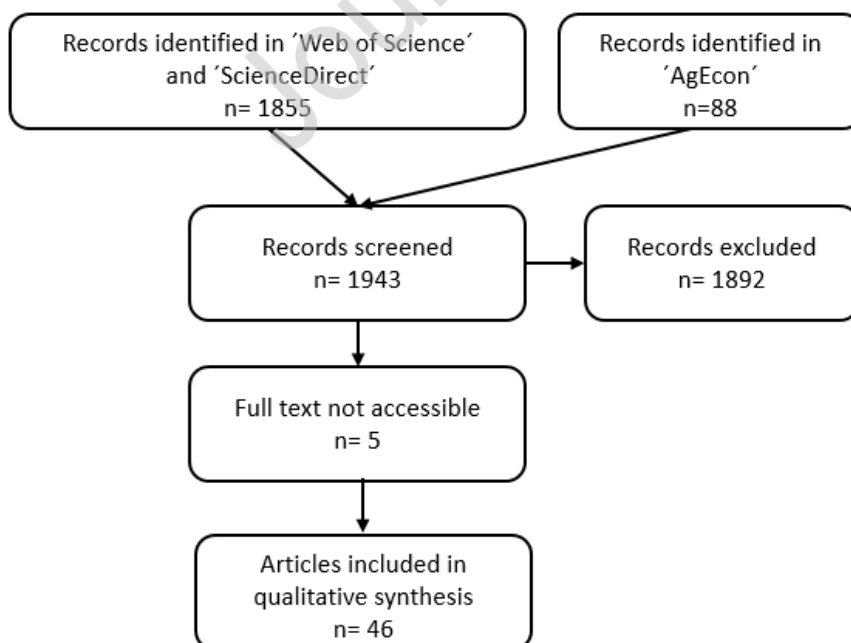 Jour
Records identified in ´Web of Science´
and ´ScienceDirect´
n= 1855
Records identified in
´AgEcon´
n=88
Records screened
n= 1943
Records excluded
n= 1892
Full text not accessible
n= 5
Articles included in
qualitative synthesis
n= 46